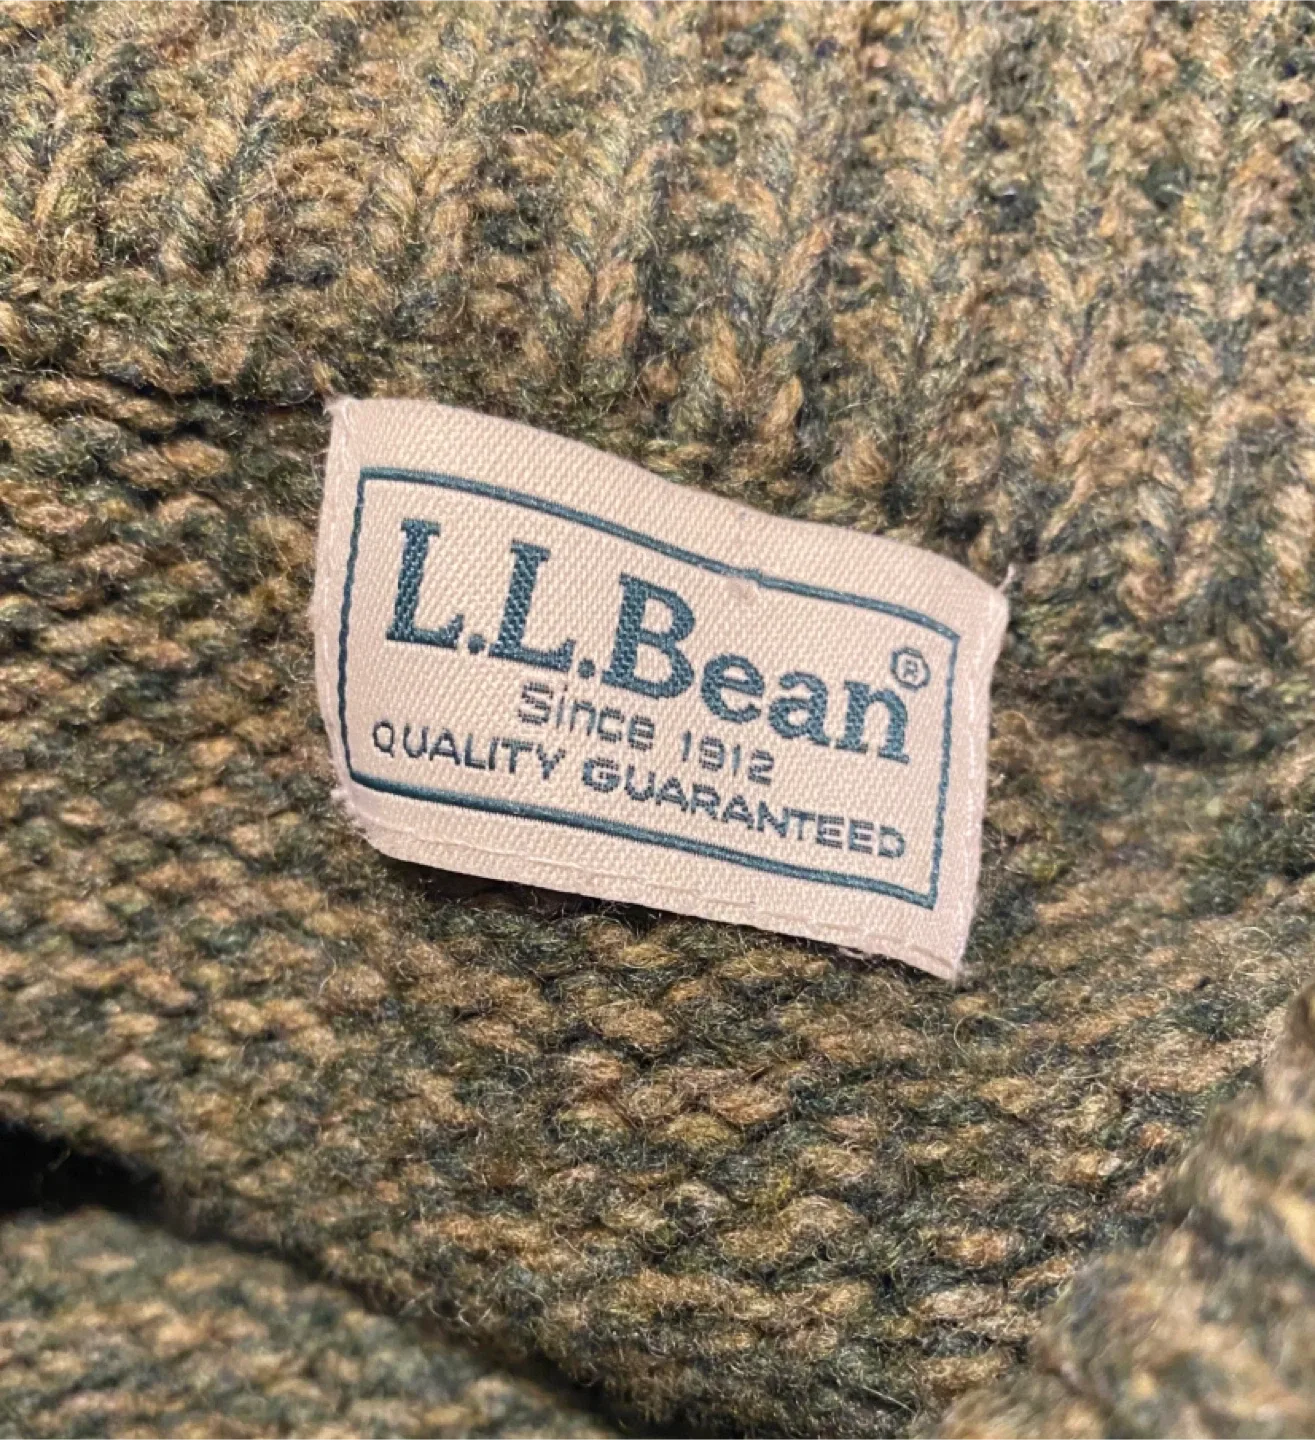 L.L.Bean®
Since 1912
QUALITY GUARANTEED